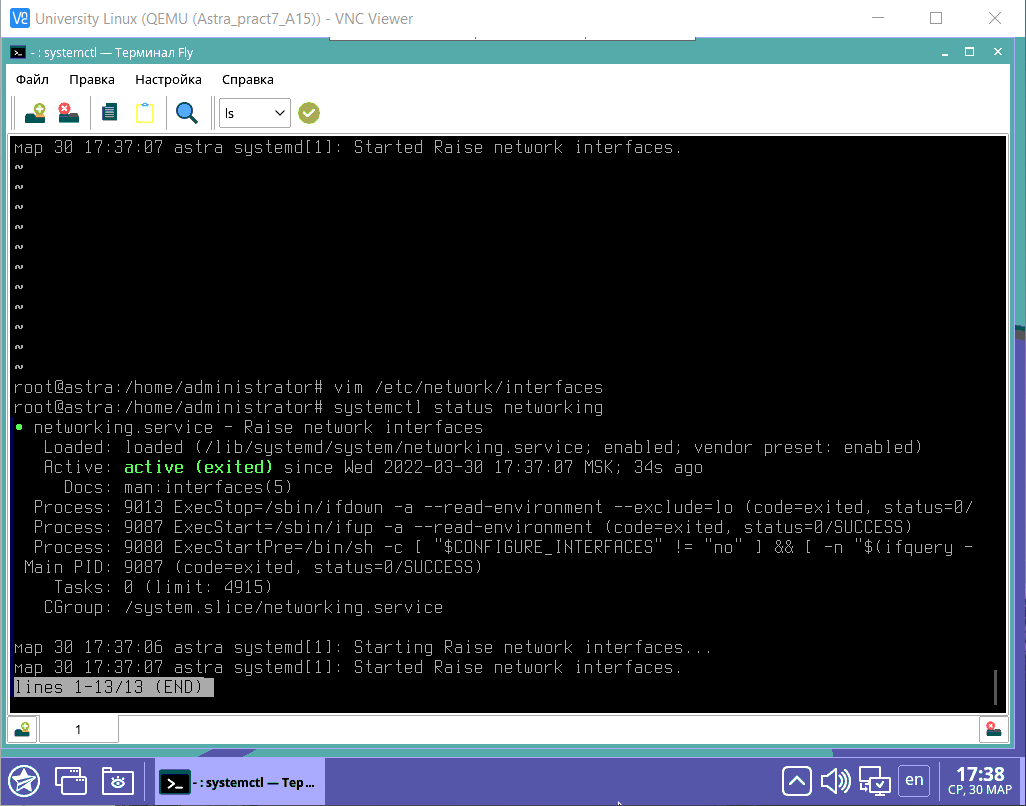 University Linux (QEMU (Astra_pract7_A15)) - VNC Viewer
- : systemctl — Терминал Fly
Файл Правка Настройка Справка
ls
мар 30 17:37:07 astra systemd[1]: Started Raise network interfaces.
~
~
~
~
~
~
~
~
~
~
~
root@astra:/home/administrator# vim /etc/network/interfaces
root@astra:/home/administrator# systemctl status networking
● networking.service - Raise network interfaces
Loaded: loaded (/lib/systemd/system/networking.service; enabled; vendor preset: enabled)
Active: active (exited) since Wed 2022-03-30 17:37:07 MSK; 34s ago
Docs: man:interfaces(5)
Process: 9013 ExecStop=/sbin/ifdown -a --read-environment --exclude=lo (code=exited, status=0/
Process: 9087 ExecStart=/sbin/ifup -a --read-environment (code=exited, status=0/SUCCESS)
Process: 9080 ExecStartPre=/bin/sh -c [ "$CONFIGURE_INTERFACES" != "no" ] && [ -n "$(ifquery -
Main PID: 9087 (code=exited, status=0/SUCCESS)
Tasks: 0 (limit: 4915)
CGroup: /system.slice/networking.service
мар 30 17:37:06 astra systemd[1]: Starting Raise network interfaces...
мар 30 17:37:07 astra systemd[1]: Started Raise network interfaces.
lines 1-13/13 (END)
1
- : systemctl — Тер...
en
17:38
СР, 30 МАР